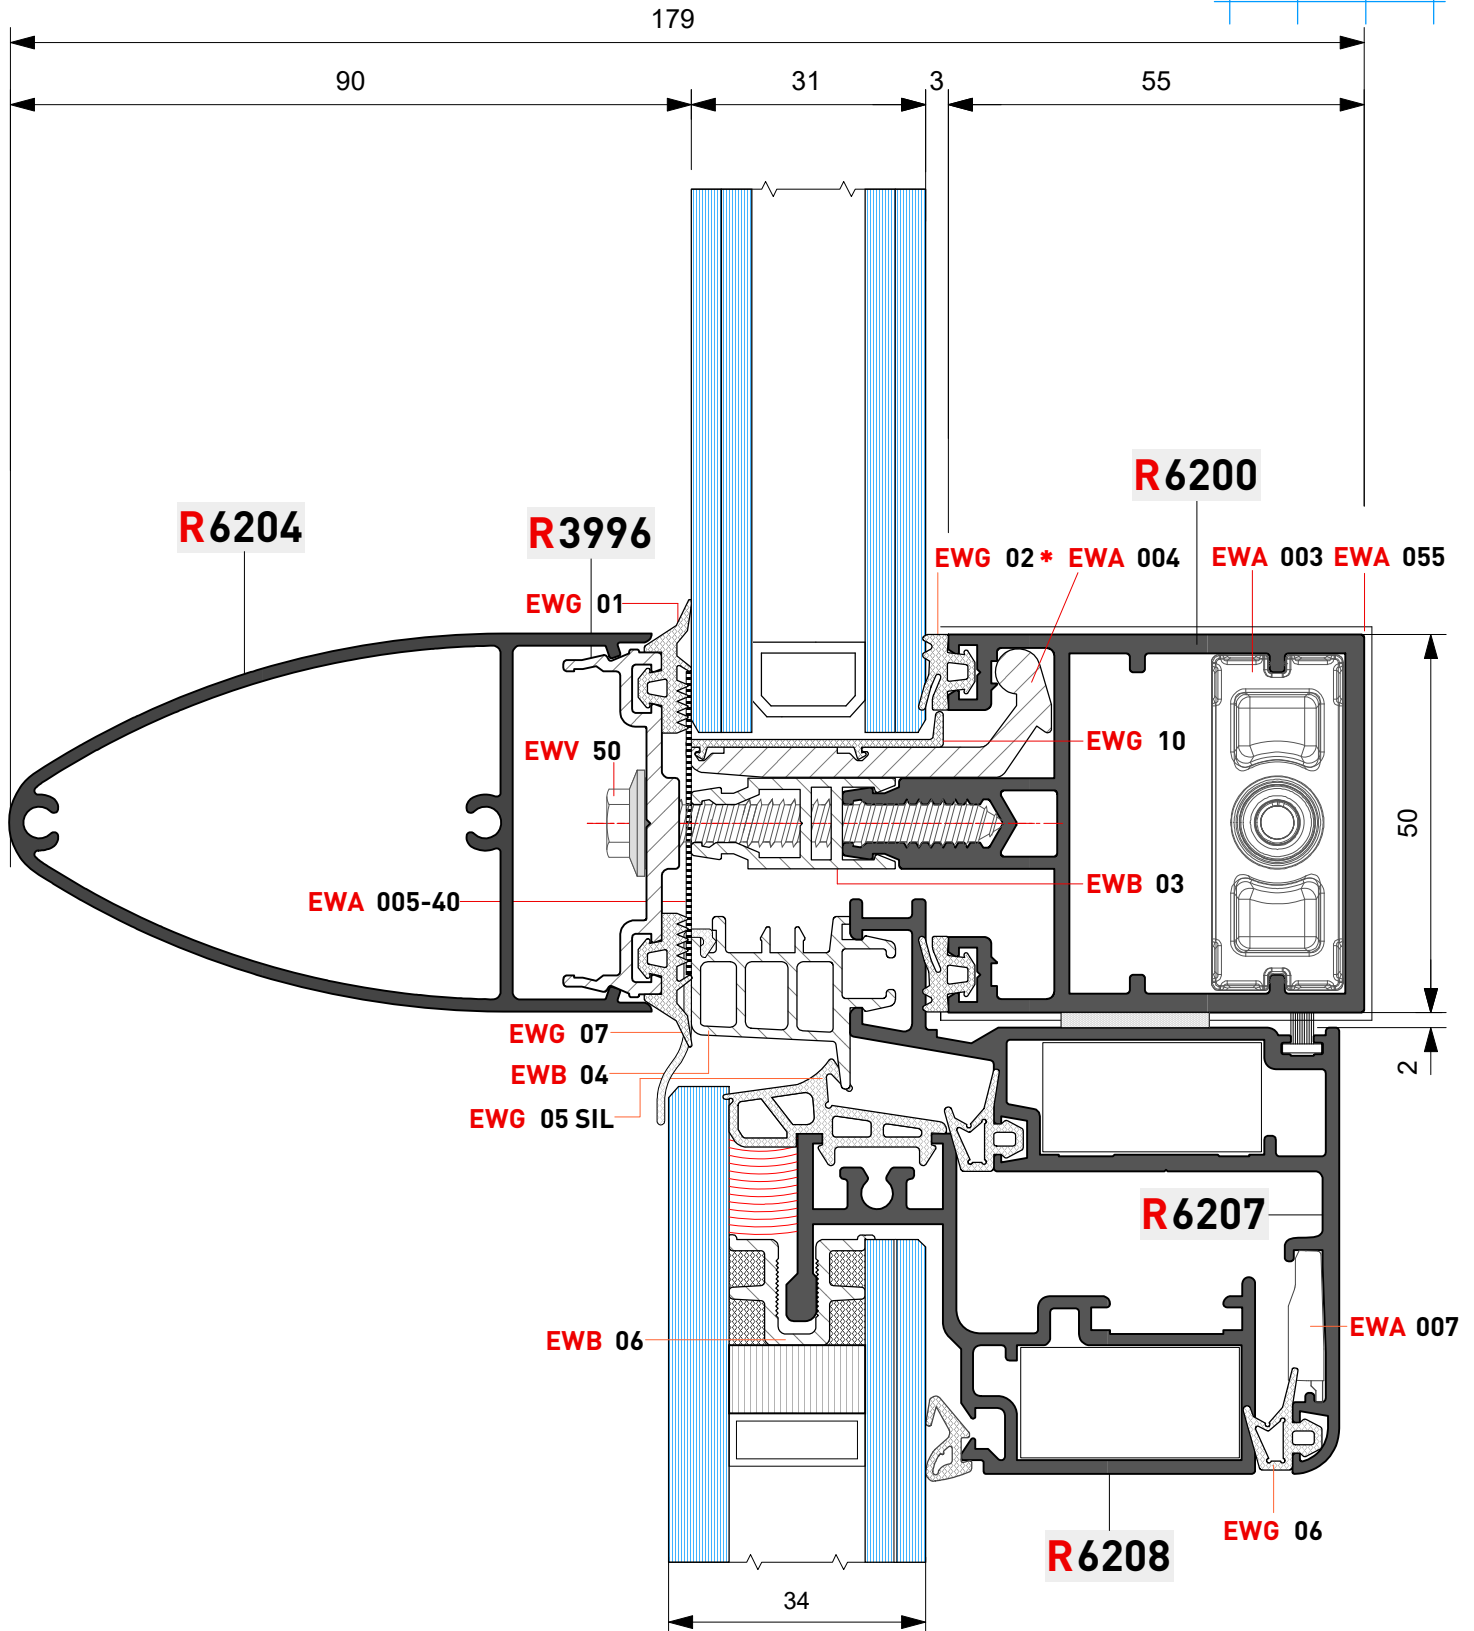 179
90 31 3 55
R6200
R6204
R3996
EWG 02* EWA 004 EWA 003 EWA 055
EWG 01
EWV 50
EWG 10
50
EWB 03
EWA 005-40
EWG 07
EWB 04
2
EWG 05 SIL
R6207
EWB 06
EWA 007
EWG 06
R6208
34